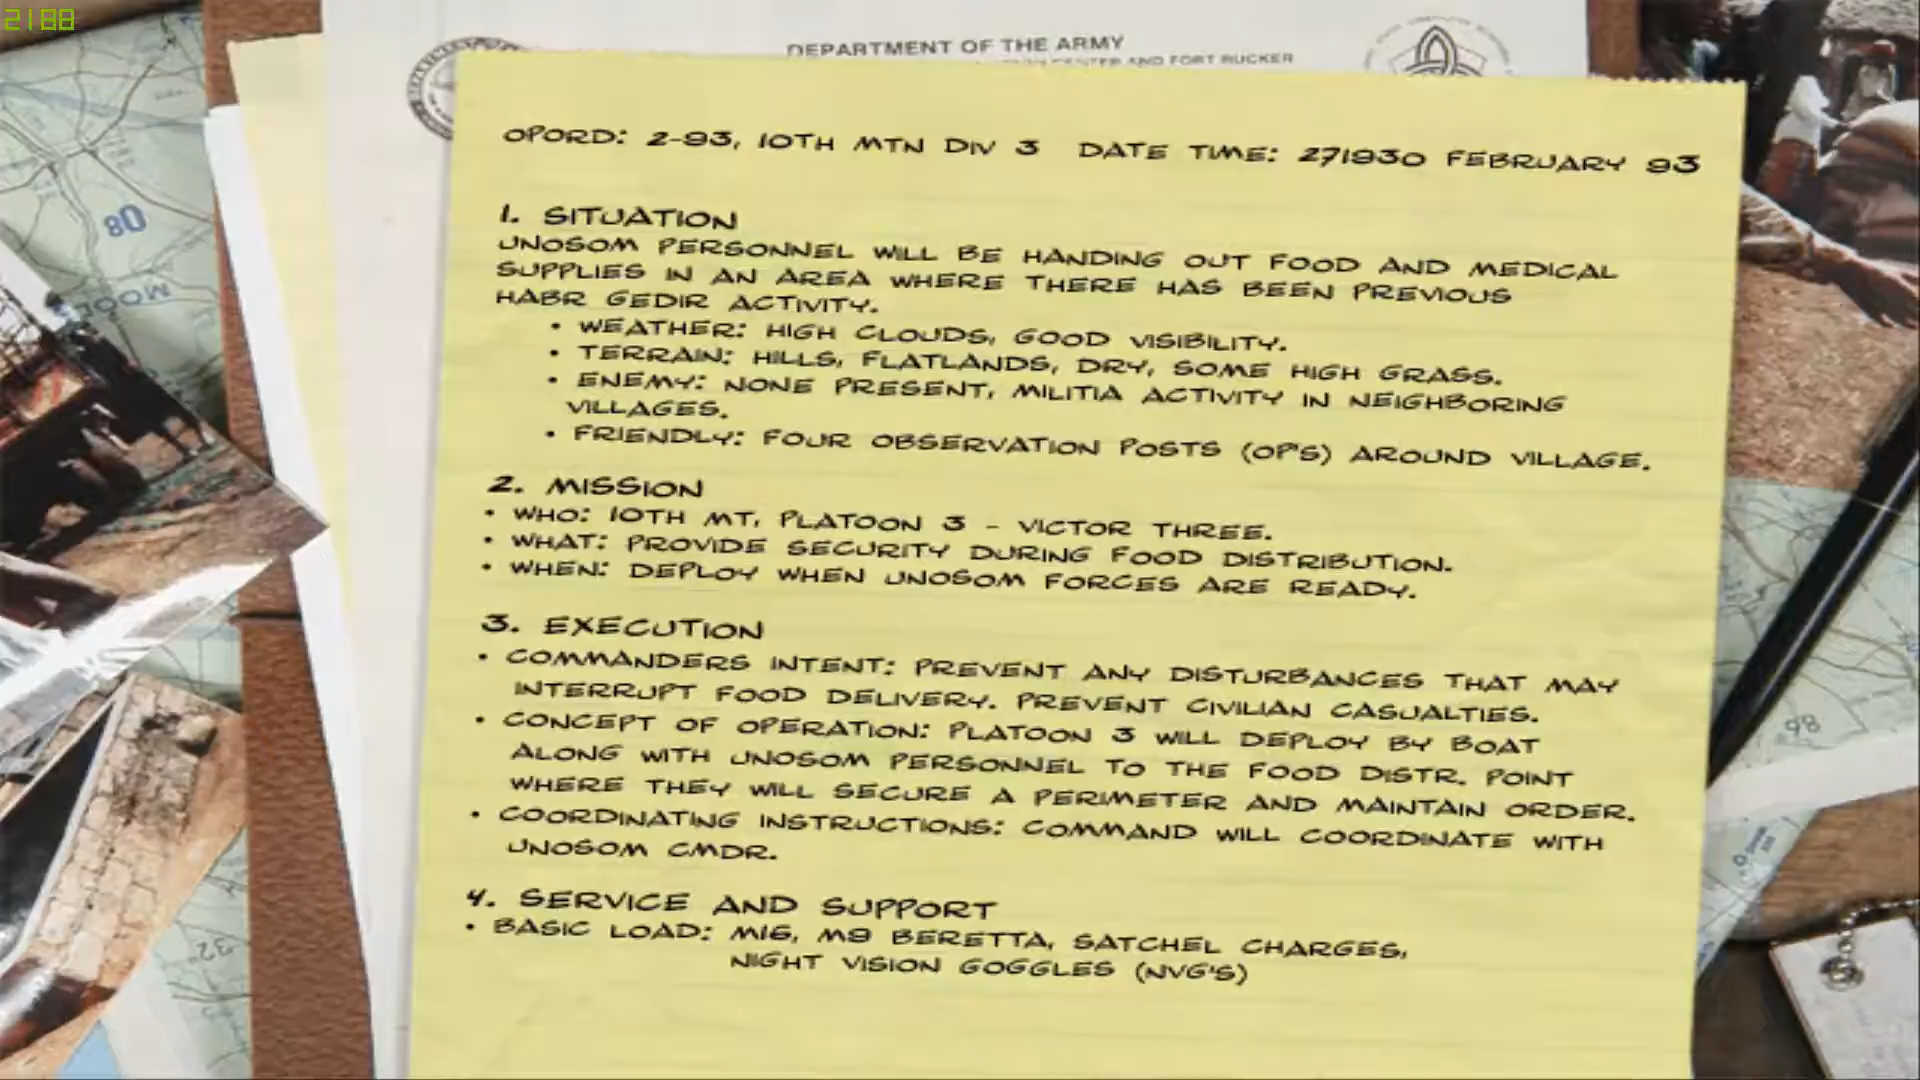 2188
DEPARTMENT OF THE ARMY
CENTER AND FORT RUCKER
OPORD: 2-93, 10TH MTN DIV 3 DATE TIME: 271930 FEBRUARY 93
1. SITUATION
UNOSOM PERSONNEL WILL BE HANDING OUT FOOD AND MEDICAL
SUPPLIES IN AN AREA WHERE THERE HAS BEEN PREVIOUS
HABR GEDIR ACTIVITY.
• WEATHER: HIGH CLOUDS, GOOD VISIBILITY.
• TERRAIN: HILLS, FLATLANDS, DRY, SOME HIGH GRASS.
• ENEMY: NONE PRESENT, MILITIA ACTIVITY IN NEIGHBORING
VILLAGES.
• FRIENDLY: FOUR OBSERVATION POSTS (OP'S) AROUND VILLAGE.
2. MISSION
• WHO: 10TH MT, PLATOON 3 - VICTOR THREE.
• WHAT: PROVIDE SECURITY DURING FOOD DISTRIBUTION.
• WHEN: DEPLOY WHEN UNOSOM FORCES ARE READY.
3. EXECUTION
• COMMANDERS INTENT: PREVENT ANY DISTURBANCES THAT MAY
INTERRUPT FOOD DELIVERY. PREVENT CIVILIAN CASUALTIES.
• CONCEPT OF OPERATION: PLATOON 3 WILL DEPLOY BY BOAT
ALONG WITH UNOSOM PERSONNEL TO THE FOOD DISTR. POINT
WHERE THEY WILL SECURE A PERIMETER AND MAINTAIN ORDER.
• COORDINATING INSTRUCTIONS: COMMAND WILL COORDINATE WITH
UNOSOM CMDR.
4. SERVICE AND SUPPORT
• BASIC LOAD: M16, M9 BERETTA, SATCHEL CHARGES,
NIGHT VISION GOGGLES (NVG'S)
80
98
32